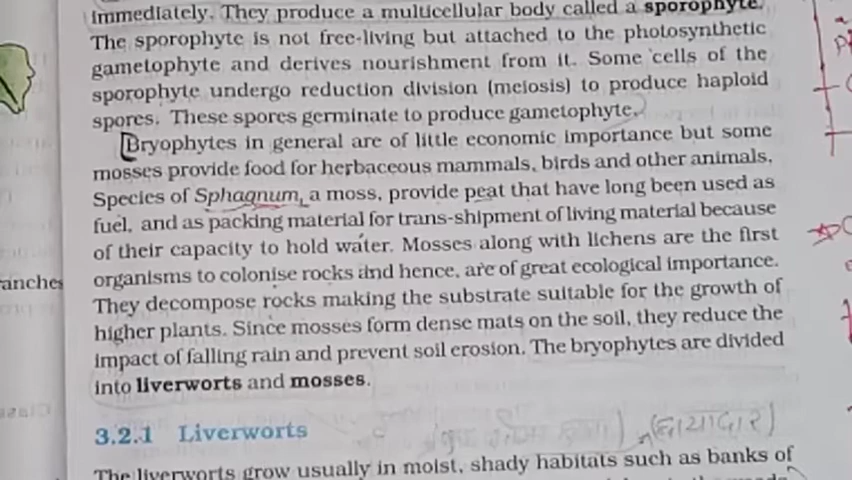 immediately. They produce a multicellular body called a sporophyte.
The sporophyte is not free-living but attached to the photosynthetic
gametophyte and derives nourishment from it. Some cells of the
sporophyte undergo reduction division (meiosis) to produce haploid
spores. These spores germinate to produce gametophyte.
Bryophytes in general are of little economic importance but some
mosses provide food for herbaceous mammals, birds and other animals.
Species of Sphagnum, a moss, provide peat that have long been used as
fuel, and as packing material for trans-shipment of living material because
of their capacity to hold water. Mosses along with lichens are the first
organisms to colonise rocks and hence, are of great ecological importance.
They decompose rocks making the substrate suitable for the growth of
higher plants. Since mosses form dense mats on the soil, they reduce the
impact of falling rain and prevent soil erosion. The bryophytes are divided
into liverworts and mosses.
anches
(छायादार)
3.2.1 Liverworts
The liverworts grow usually in moist, shady habitats such as banks of